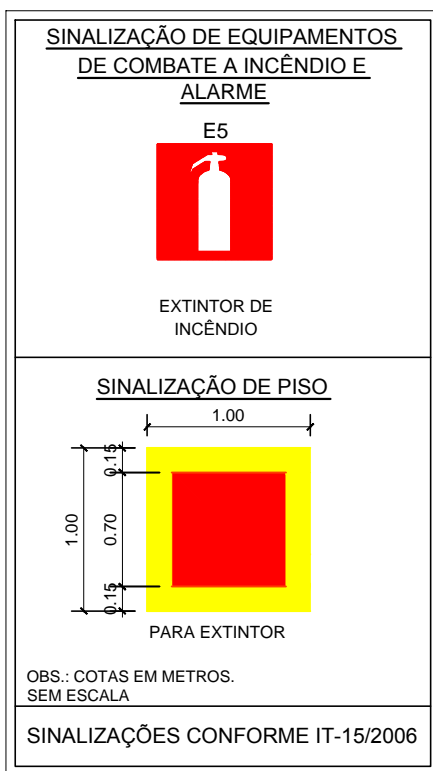 SINALIZAÇÃO DE EQUIPAMENTOS
DE COMBATE A INCÊNDIO E
ALARME
E5
EXTINTOR DE
INCÊNDIO
SINALIZAÇÃO DE PISO
1.00
0.15
1.00
0.70
0.15
PARA EXTINTOR
OBS.: COTAS EM METROS.
SEM ESCALA
SINALIZAÇÕES CONFORME IT-15/2006